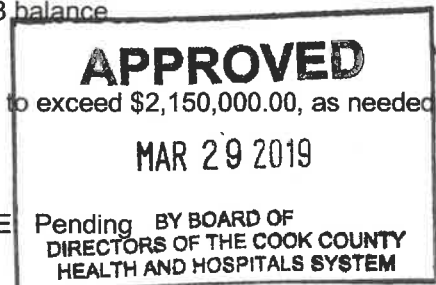 3 balance
APPROVED
to exceed $2,150,000.00, as needed
MAR 29 2019
E Pending BY BOARD OF
DIRECTORS OF THE COOK COUNTY
HEALTH AND HOSPITALS SYSTEM